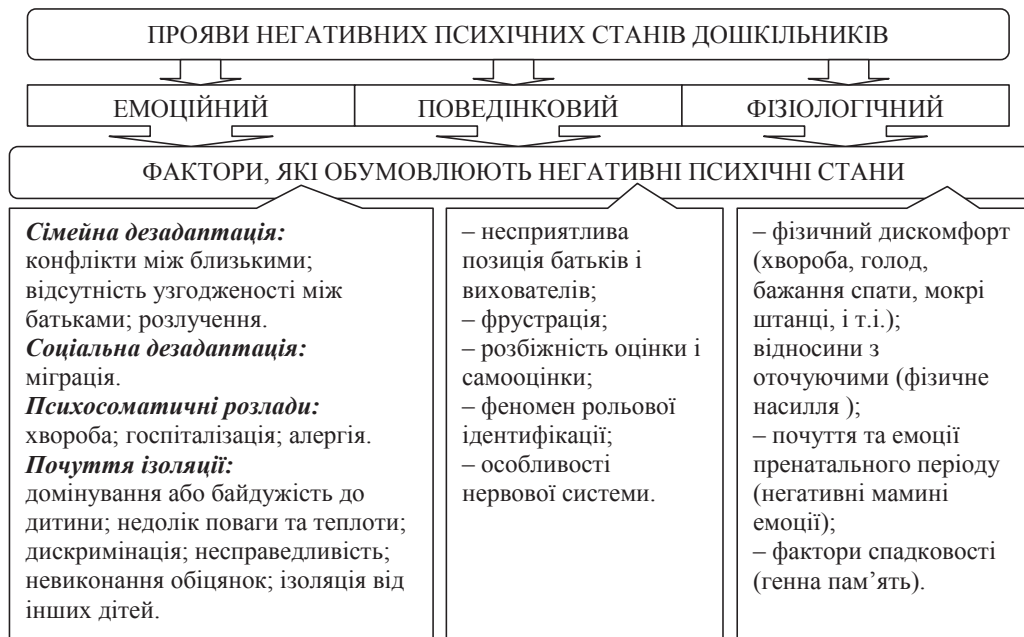 ПРОЯВИ НЕГАТИВНИХ ПСИХІЧНИХ СТАНІВ ДОШКІЛЬНИКІВ
ЕМОЦІЙНИЙ
ПОВЕДІНКОВИЙ
ФІЗІОЛОГІЧНИЙ
ФАКТОРИ, ЯКІ ОБУМОВЛЮЮТЬ НЕГАТИВНІ ПСИХІЧНІ СТАНИ
Сімейна дезадаптація:
конфлікти між близькими;
відсутність узгодженості між
батьками; розлучення.
Соціальна дезадаптація:
міграція.
Психосоматичні розлади:
хвороба; госпіталізація; алергія.
Почуття ізоляції:
домінування або байдужість до
дитини; недолік поваги та теплоти;
дискримінація; несправедливість;
невиконання обіцянок; ізоляція від
інших дітей.
– несприятлива
позиція батьків і
вихователів;
– фрустрація;
– розбіжність оцінки і
самооцінки;
– феномен рольової
ідентифікації;
– особливості
нервової системи.
– фізичний дискомфорт
(хвороба, голод,
бажання спати, мокрі
штанці, і т.і.);
відносини з
оточуючими (фізичне
насилля );
– почуття та емоції
пренатального періоду
(негативні мамині
емоції);
– фактори спадковості
(генна пам’ять).